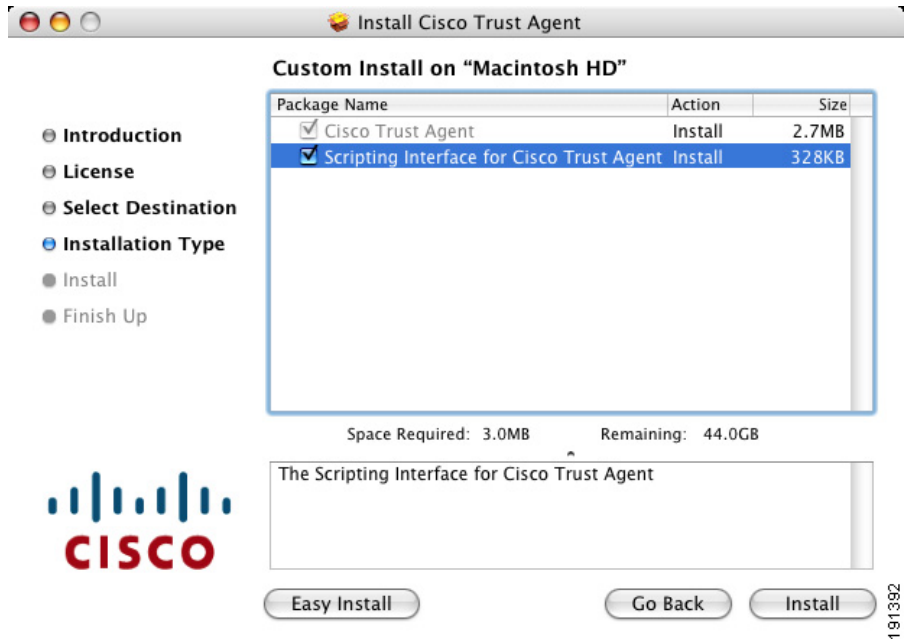 Install Cisco Trust Agent
Custom Install on “Macintosh HD”
Introduction
License
Select Destination
Installation Type
Install
Finish Up
Package Name Action Size
Cisco Trust Agent Install 2.7MB
Scripting Interface for Cisco Trust Agent Install 328KB
Space Required: 3.0MB Remaining: 44.0GB
The Scripting Interface for Cisco Trust Agent
CISCO
Easy Install Go Back Install
191392